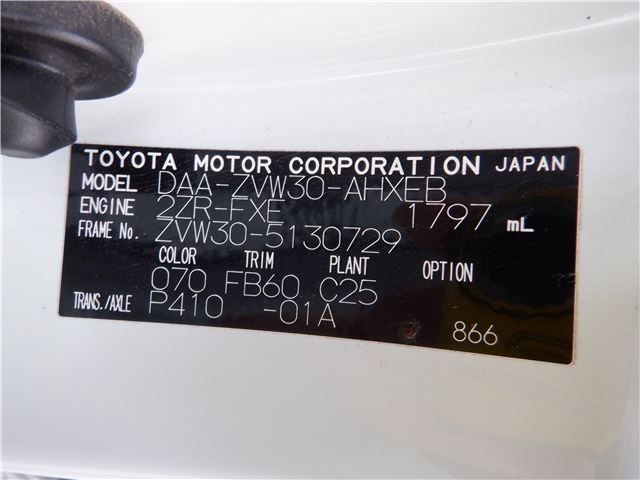 TOYOTA MOTOR CORPORATION JAPAN
MODEL DAA-ZVW30-AHXEB
ENGINE 2ZR-FXE 1797 mL
FRAME No. ZVW30-5130729
COLOR TRIM PLANT OPTION
070 FB60 C25
TRANS./AXLE P410 -01A
866